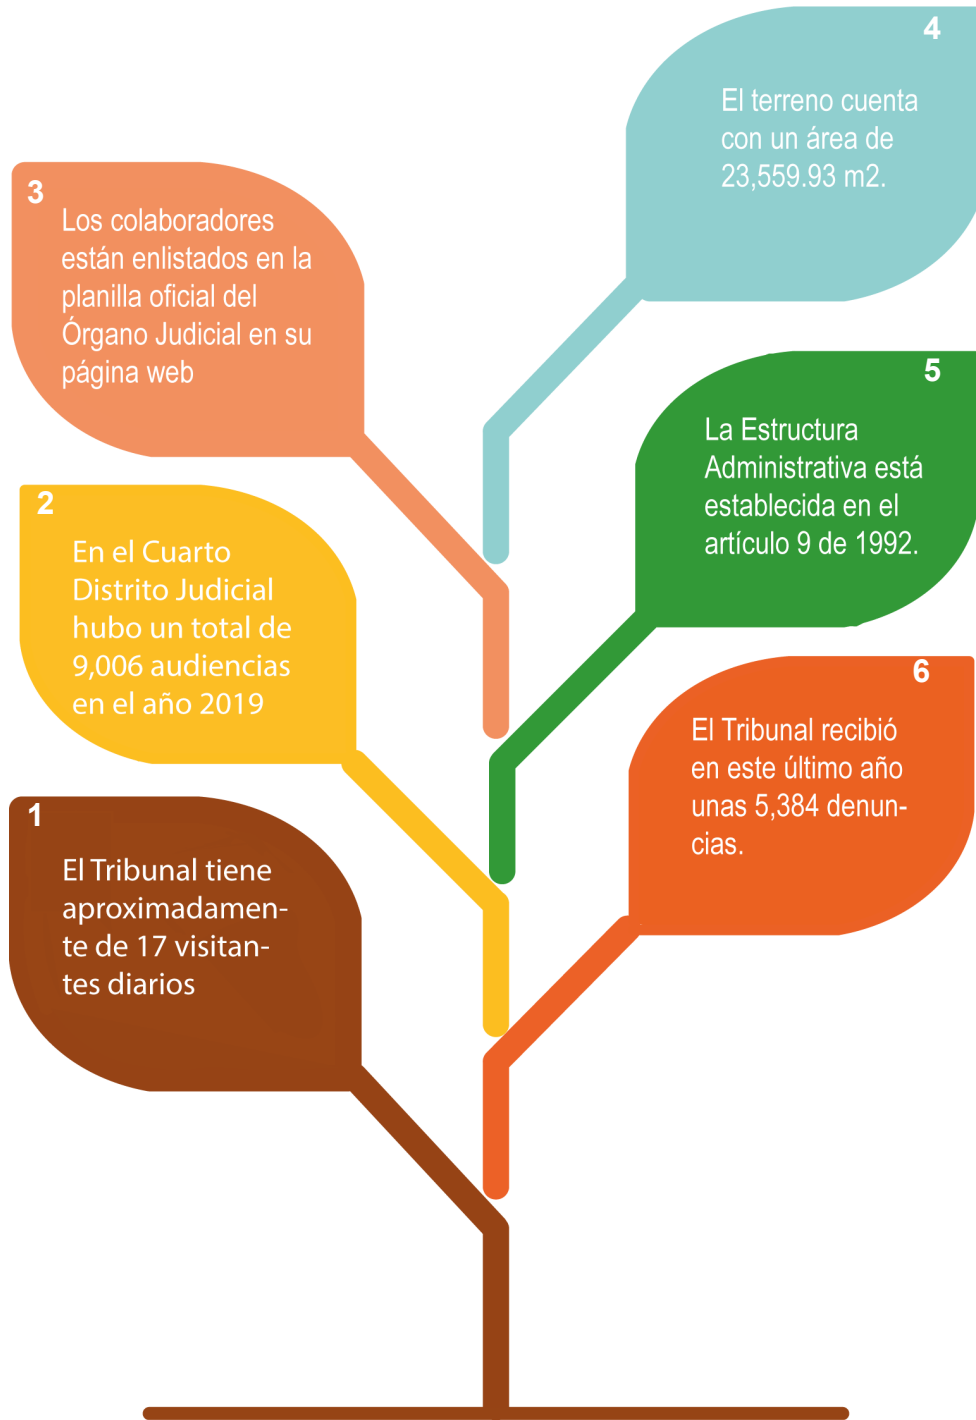 1
El Tribunal tiene
aproximadamen-
te de 17 visitan-
tes diarios
2
En el Cuarto
Distrito Judicial
hubo un total de
9,006 audiencias
en el año 2019
3
Los colaboradores
están enlistados en la
planilla oficial del
Órgano Judicial en su
página web
4
El terreno cuenta
con un área de
23,559.93 m2.
5
La Estructura
Administrativa está
establecida en el
artículo 9 de 1992.
6
El Tribunal recibió
en este último año
unas 5,384 denun-
cias.